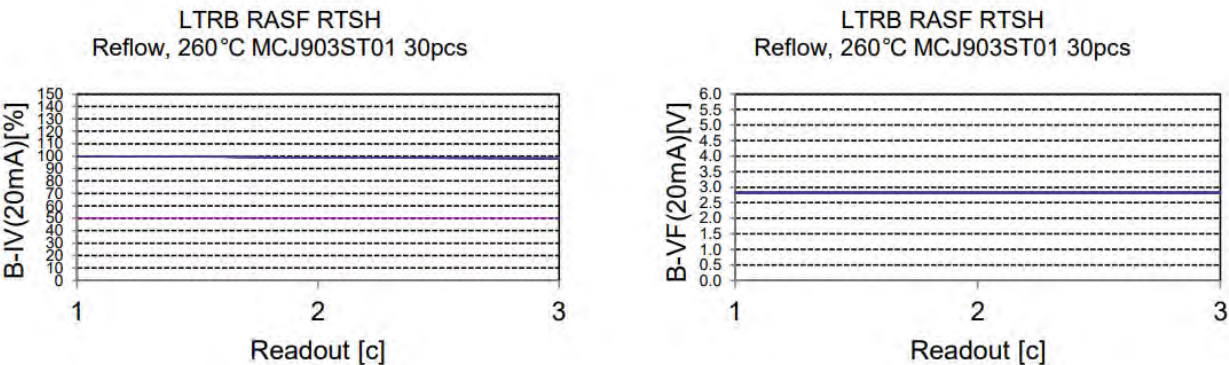 LTRB RASF RTSH
Reflow, 260°C MCJ903ST01 30pcs
B-IV(20mA)[%]
150
140
130
120
110
100
90
80
70
60
50
40
30
20
10
0
1 2 3
Readout [c]
LTRB RASF RTSH
Reflow, 260°C MCJ903ST01 30pcs
B-VF(20mA)[V]
6.0
5.5
5.0
4.5
4.0
3.5
3.0
2.5
2.0
1.5
1.0
0.5
0.0
1 2 3
Readout [c]